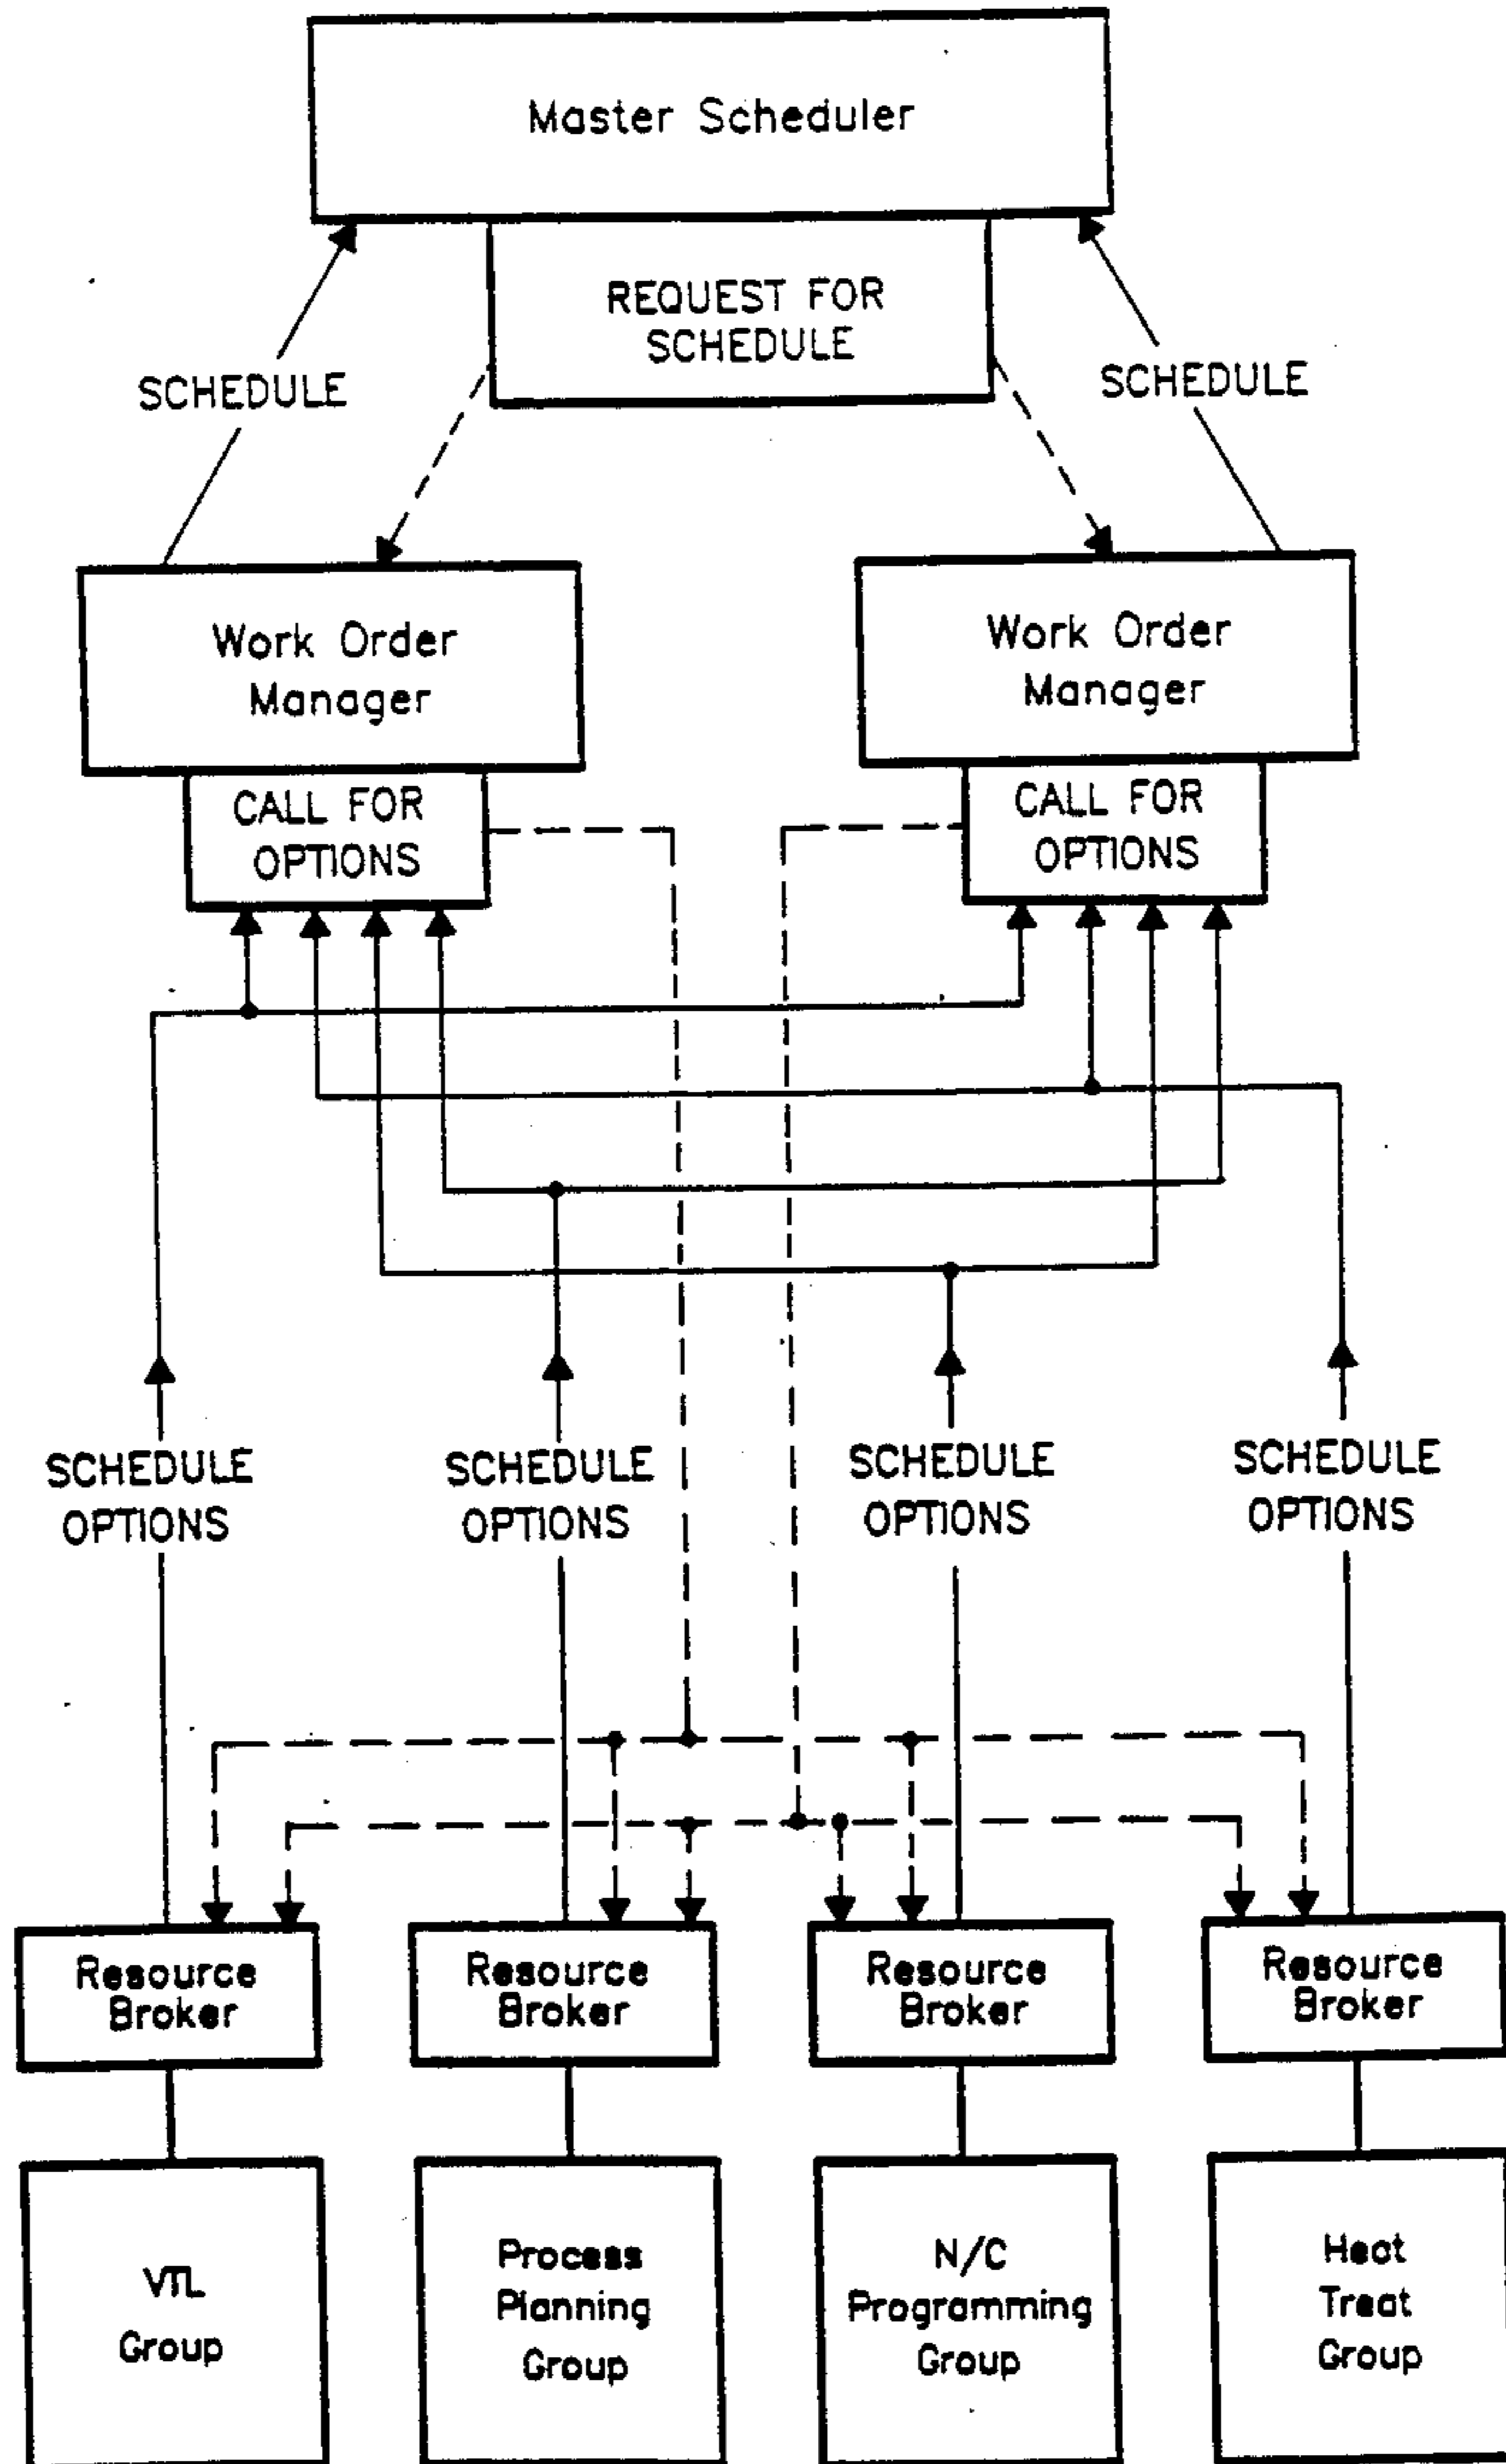 Master Scheduler
REQUEST FOR
SCHEDULE
SCHEDULE
SCHEDULE
Work Order
Manager
Work Order
Manager
CALL FOR
OPTIONS
CALL FOR
OPTIONS
SCHEDULE
OPTIONS
SCHEDULE
OPTIONS
SCHEDULE
OPTIONS
SCHEDULE
OPTIONS
Resource
Broker
Resource
Broker
Resource
Broker
Resource
Broker
VTL
Group
Process
Planning
Group
N/C
Programming
Group
Heat
Treat
Group